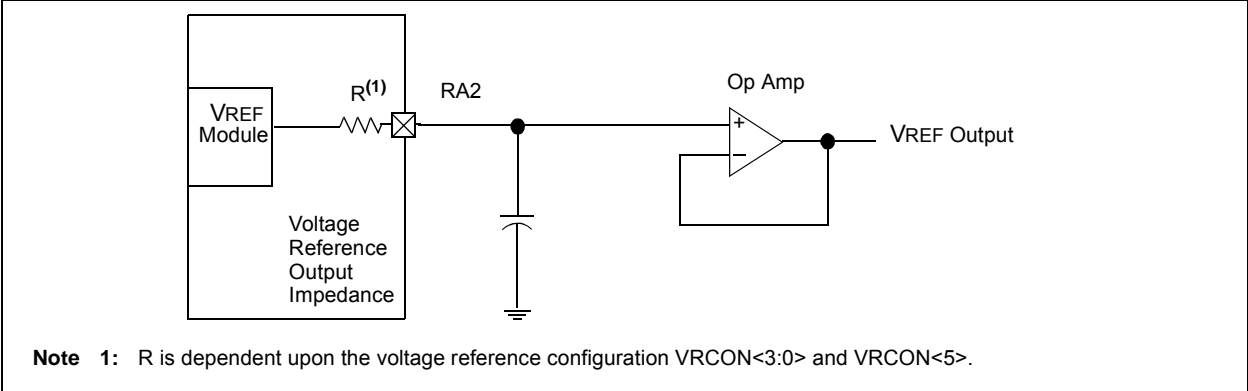 VREF
Module
R(1)
RA2
Op Amp
+
–
VREF Output
Voltage
Reference
Output
Impedance
Note 1: R is dependent upon the voltage reference configuration VRCON<3:0> and VRCON<5>.